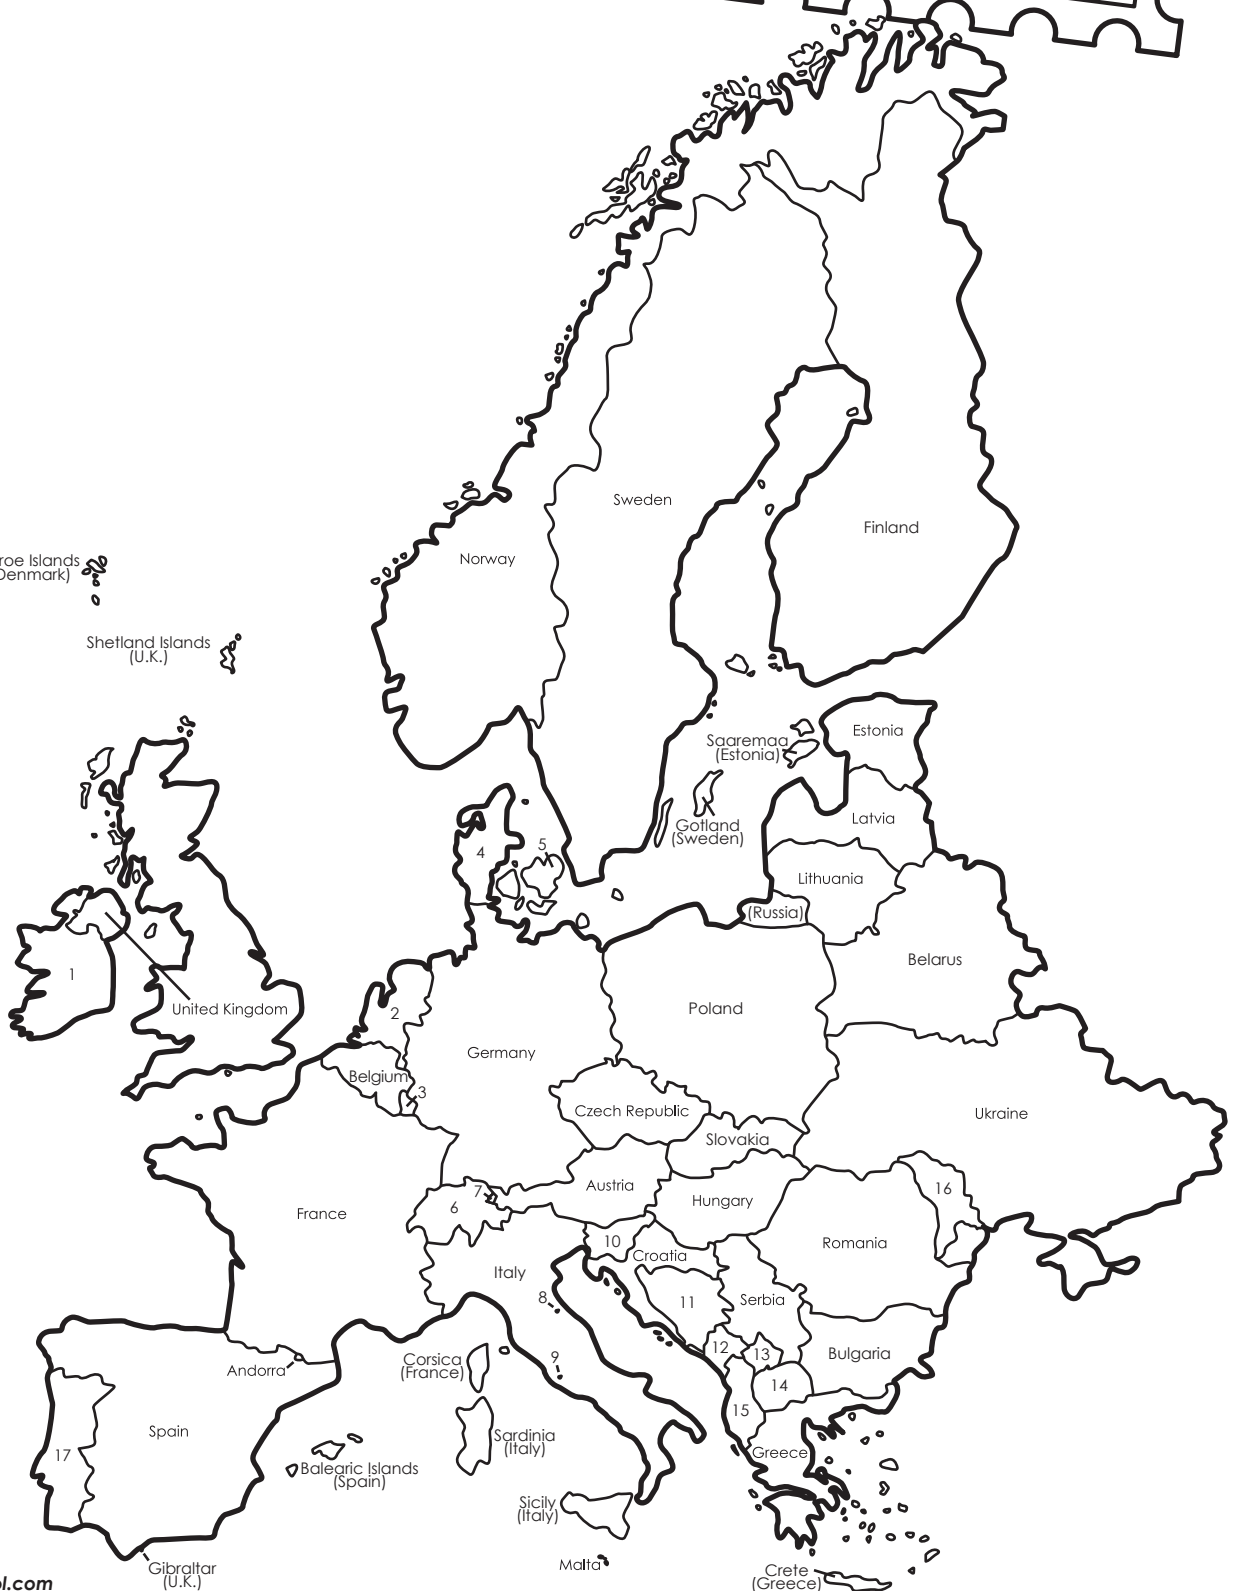 Sweden
Finland
Norway
roe Islands
Denmark)
Shetland Islands
(U.K.)
Estonia
Saaremaa
(Estonia)
Latvia
Gotland
(Sweden)
5
4
Lithuania
(Russia)
Belarus
1
United Kingdom
2
Poland
Germany
Belgium
3
Czech Republic
Ukraine
Slovakia
Austria
7
6
Hungary
16
France
10
Croatia
Romania
Italy
8
11
Serbia
12
13
Bulgaria
9
Corsica
(France)
Andorra
14
15
Spain
17
Sardinia
(Italy)
Greece
Balearic Islands
(Spain)
Sicily
(Italy)
Malta
Gibraltar
(U.K.)
Crete
(Greece)
ol.com